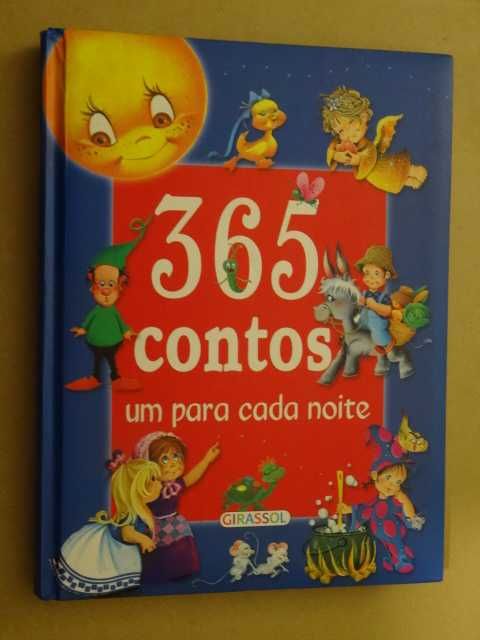 365
contos
um para cada noite
GIRASSOL